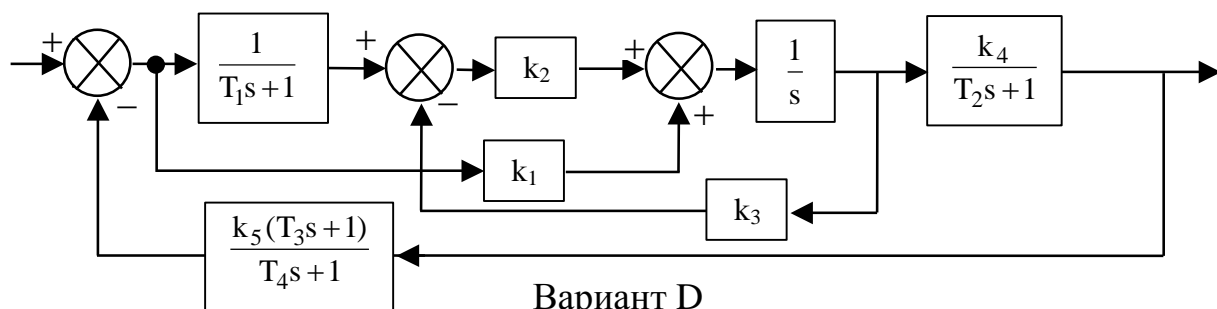 +
−
1
T₁s+1
+
−
k₂
+
+
1
s
k₄
T₂s+1
k₁
k₃
k₅(T₃s+1)
T₄s+1
Вариант D